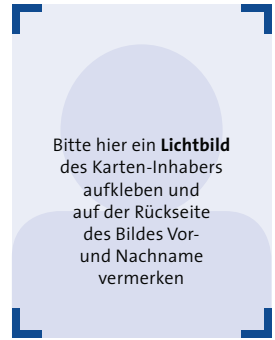 Bitte hier ein Lichtbild
des Karten-Inhabers
aufkleben und
auf der Rückseite
des Bildes Vor-
und Nachname
vermerken